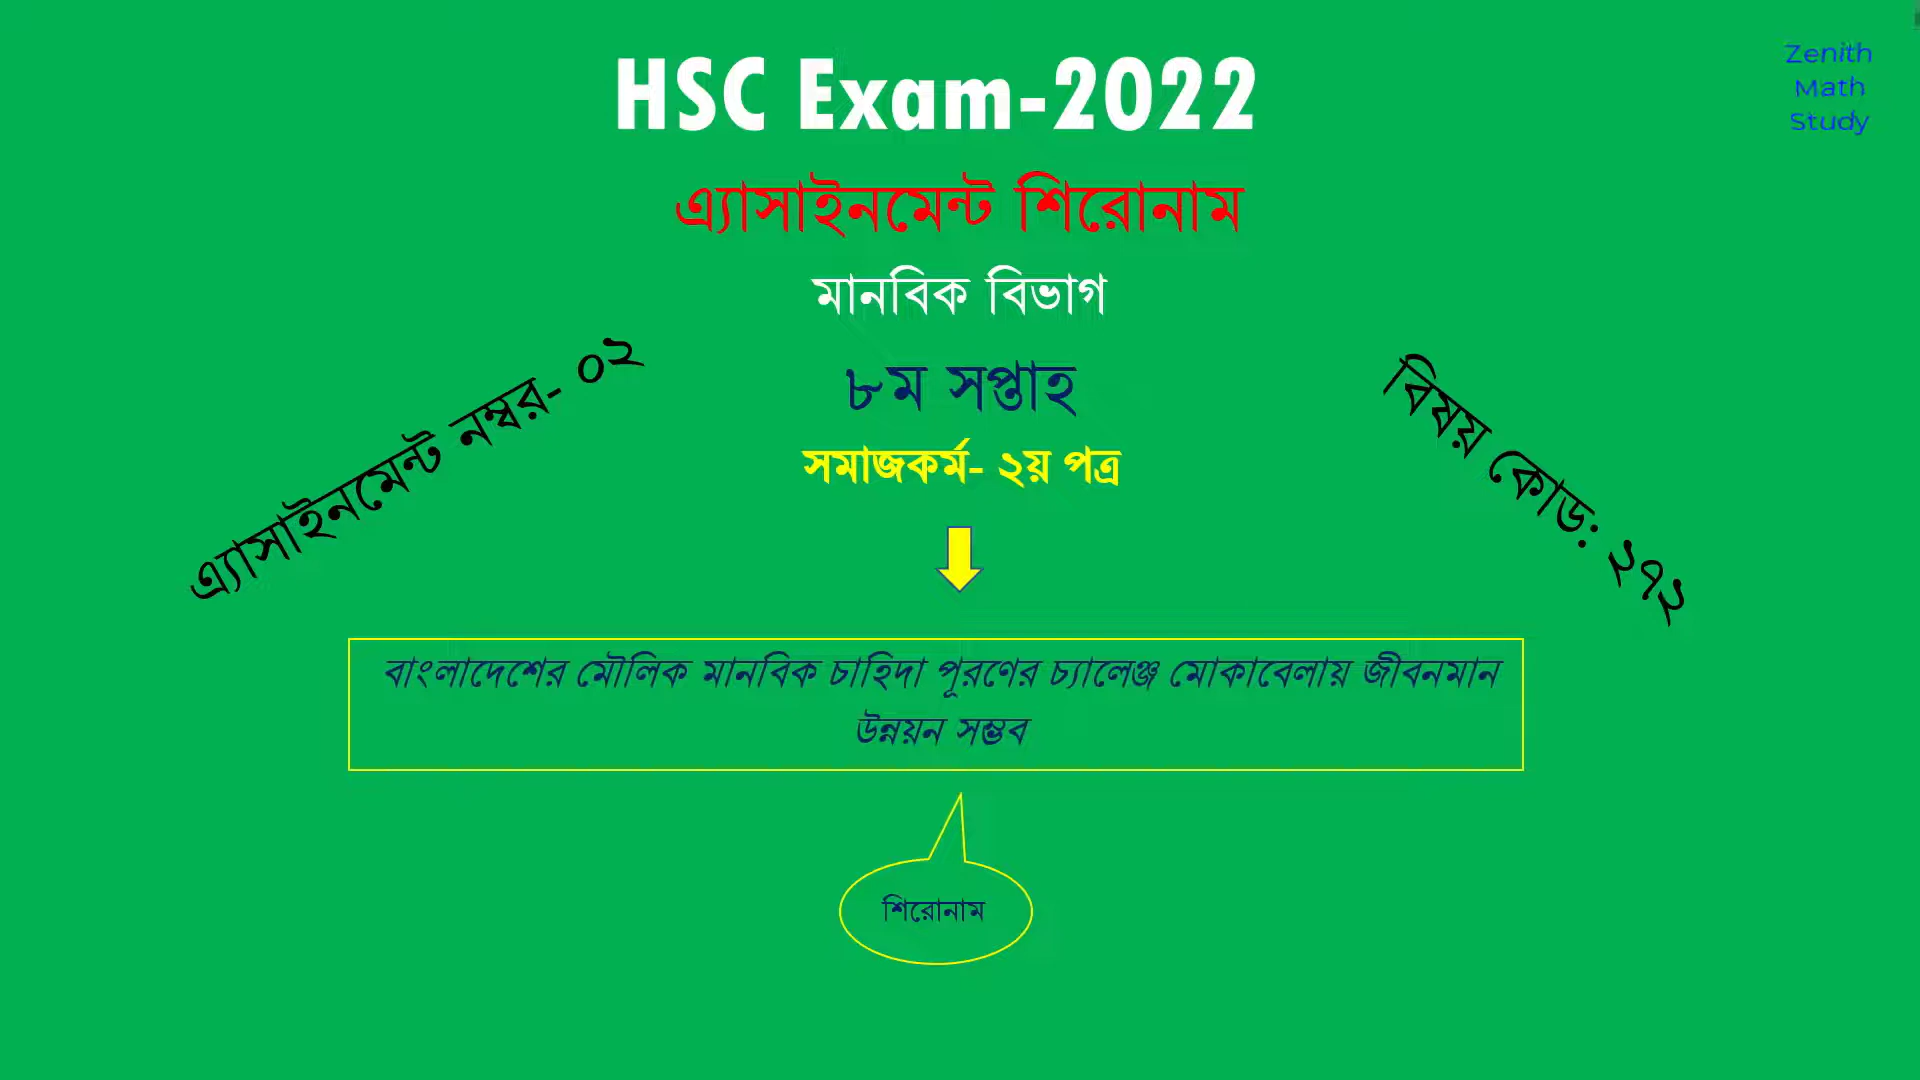 HSC Exam-2022
Zenith
Math
Study
এ্যাসাইনমেন্ট শিরোনাম
মানবিক বিভাগ
৮ম সপ্তাহ
সমাজকর্ম- ২য় পত্র
এ্যাসাইনমেন্ট নম্বর- ০২
বিষয় কোড: ২৭২
বাংলাদেশের মৌলিক মানবিক চাহিদা পূরণের চ্যালেঞ্জ মোকাবেলায় জীবনমান
উন্নয়ন সম্ভব
শিরোনাম